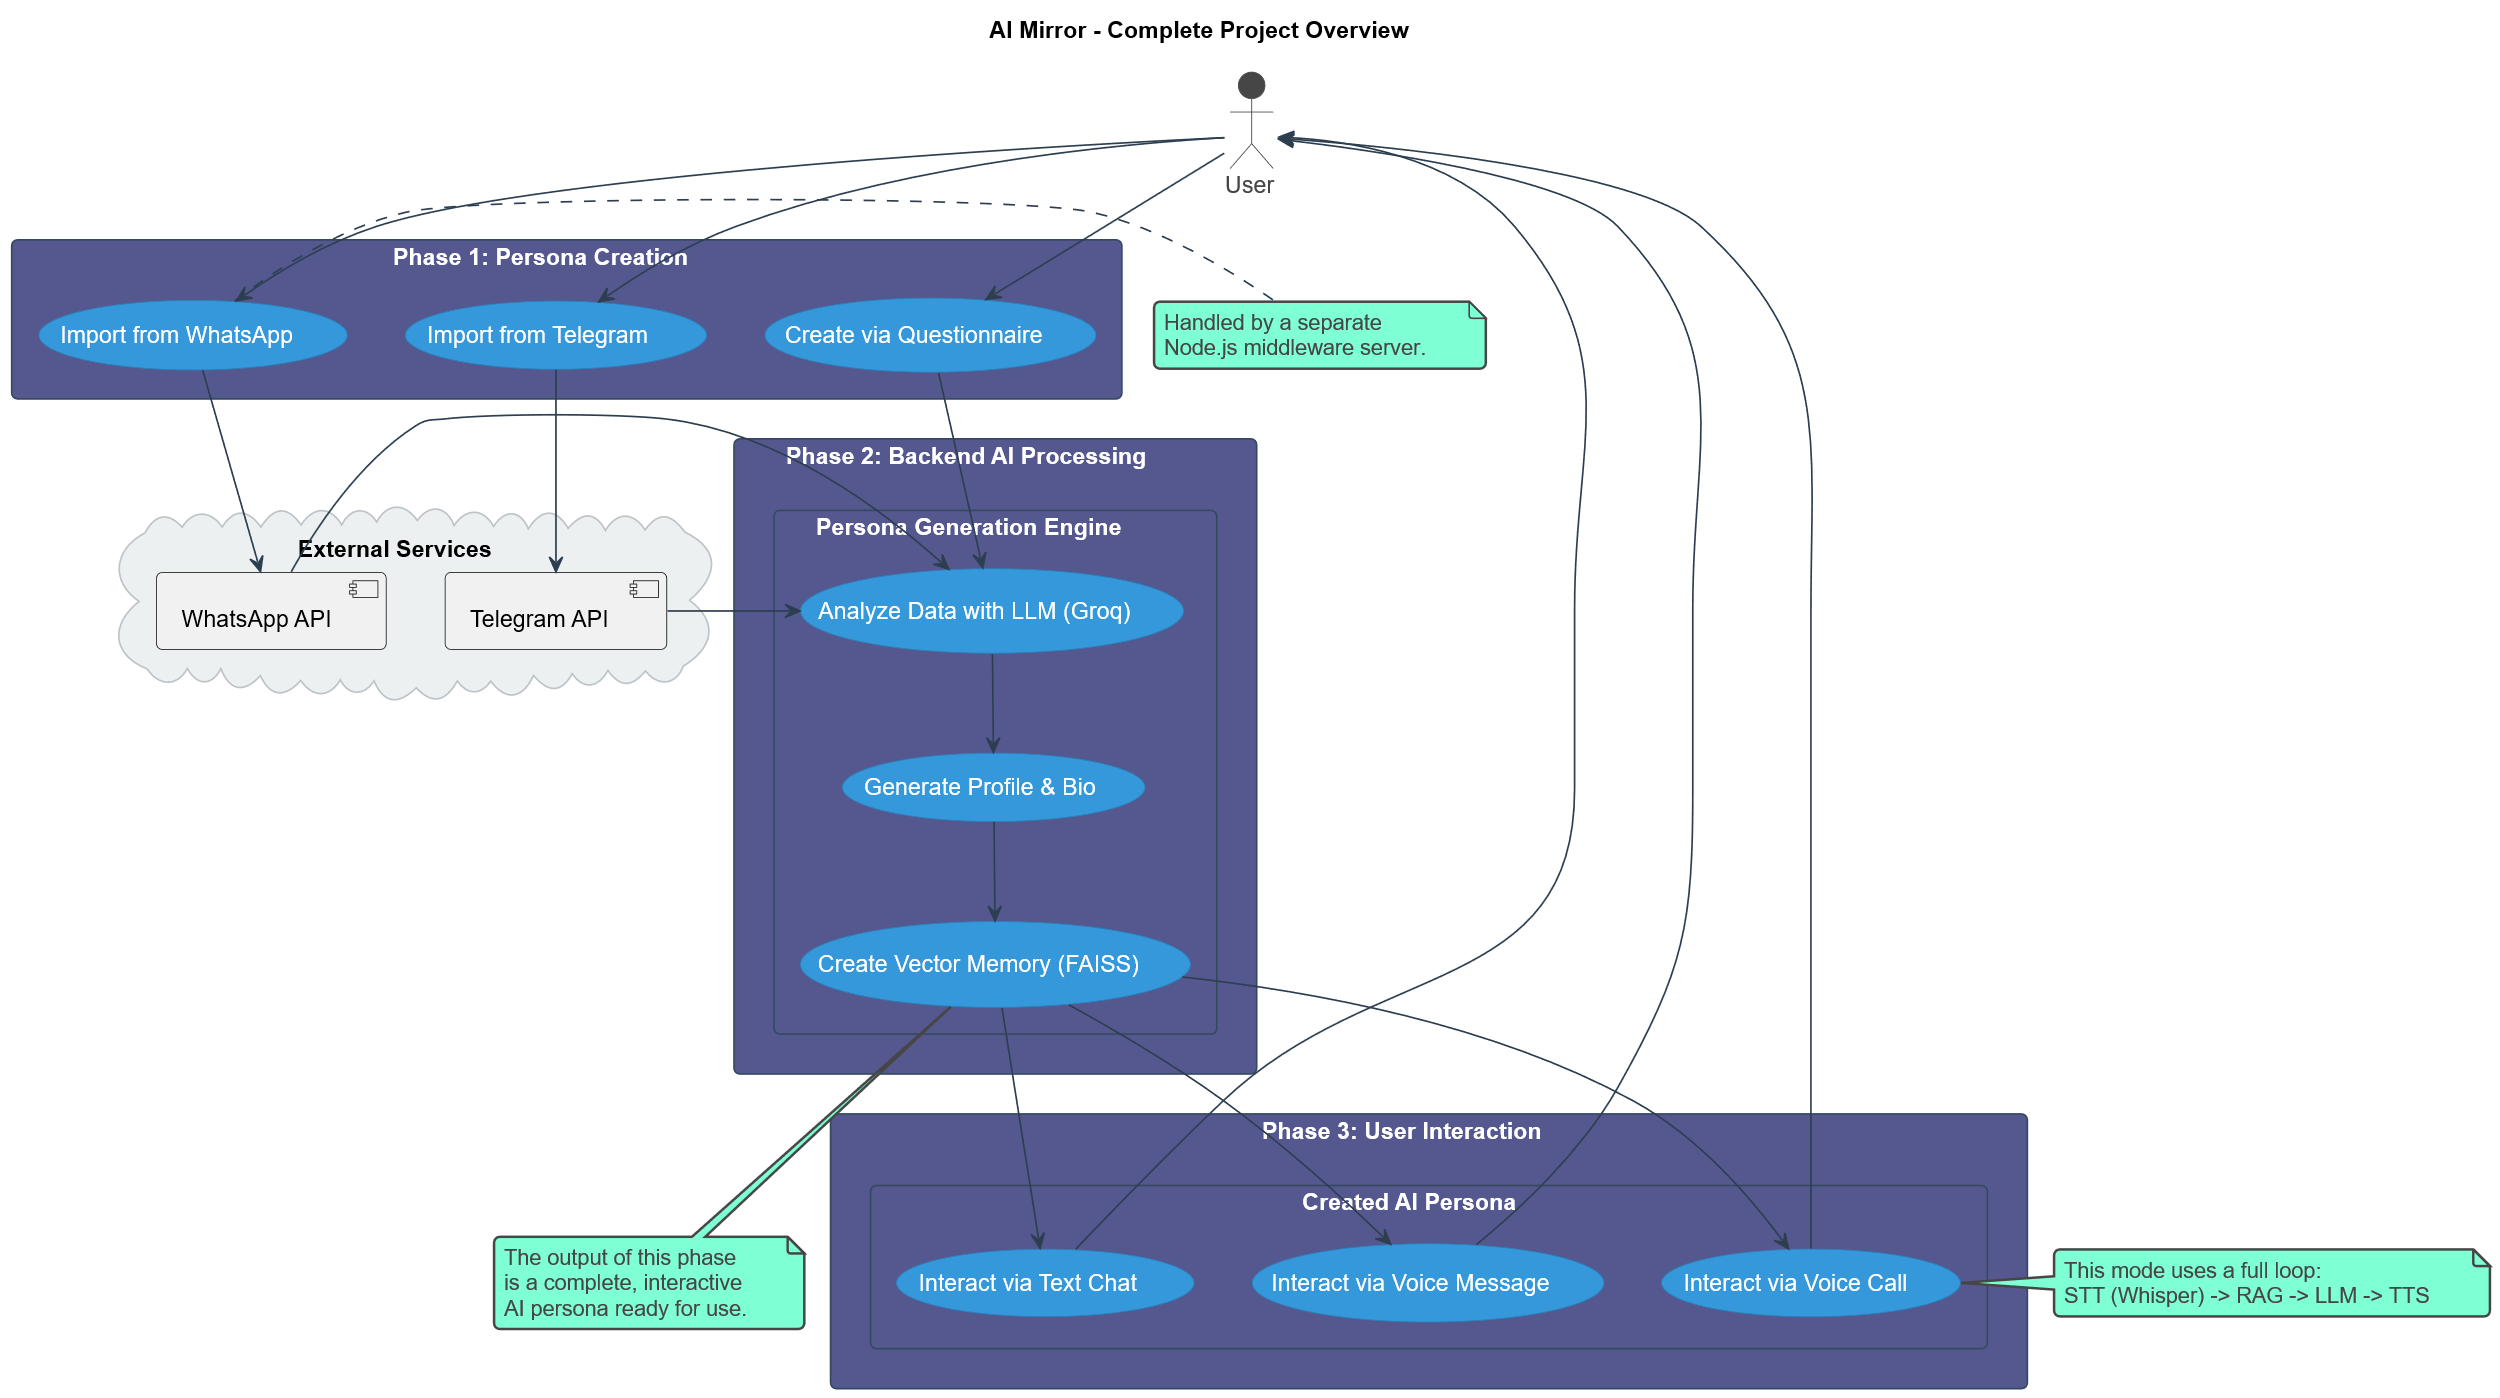 AI Mirror - Complete Project Overview
User
Phase 1: Persona Creation
Import from WhatsApp
Import from Telegram
Create via Questionnaire
Handled by a separate
Node.js middleware server.
Phase 2: Backend AI Processing
Persona Generation Engine
External Services
WhatsApp API
Telegram API
Analyze Data with LLM (Groq)
Generate Profile & Bio
Create Vector Memory (FAISS)
Phase 3: User Interaction
Created AI Persona
The output of this phase
is a complete, interactive
AI persona ready for use.
Interact via Text Chat
Interact via Voice Message
Interact via Voice Call
This mode uses a full loop:
STT (Whisper) -> RAG -> LLM -> TTS